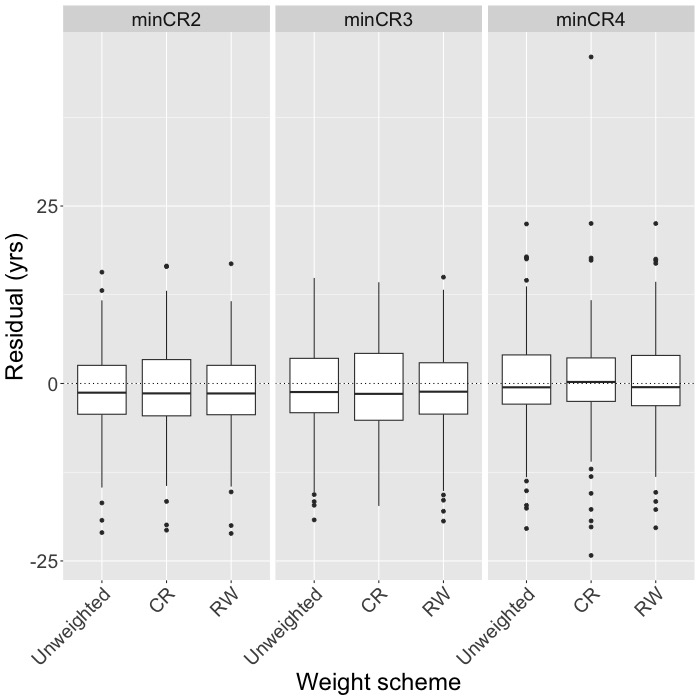 minCR2 minCR3 minCR4
Residual (yrs)
25
0
-25
Unweighted CR RW Unweighted CR RW Unweighted CR RW
Weight scheme